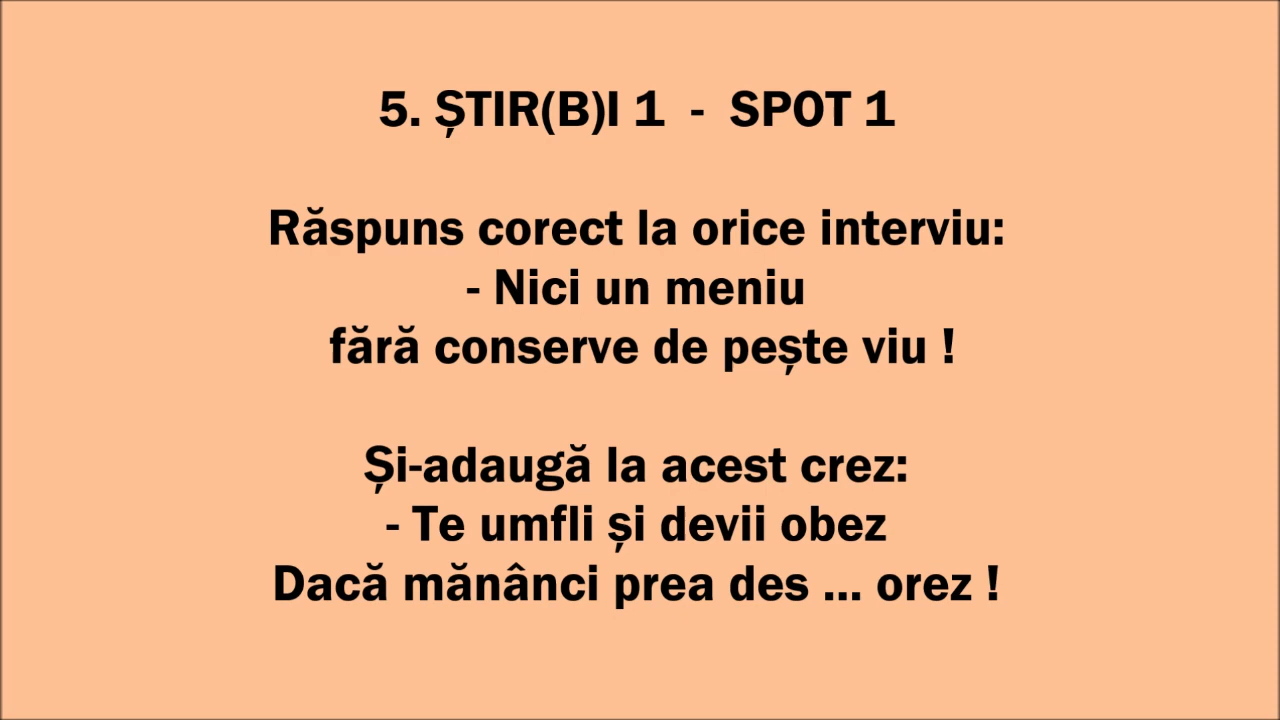 5. ȘTIR(B)I 1 - SPOT 1
Răspuns corect la orice interviu:
- Nici un meniu
fără conserve de pește viu !
Și-adaugă la acest crez:
- Te umfli și devii obez
Dacă mănânci prea des ... orez !